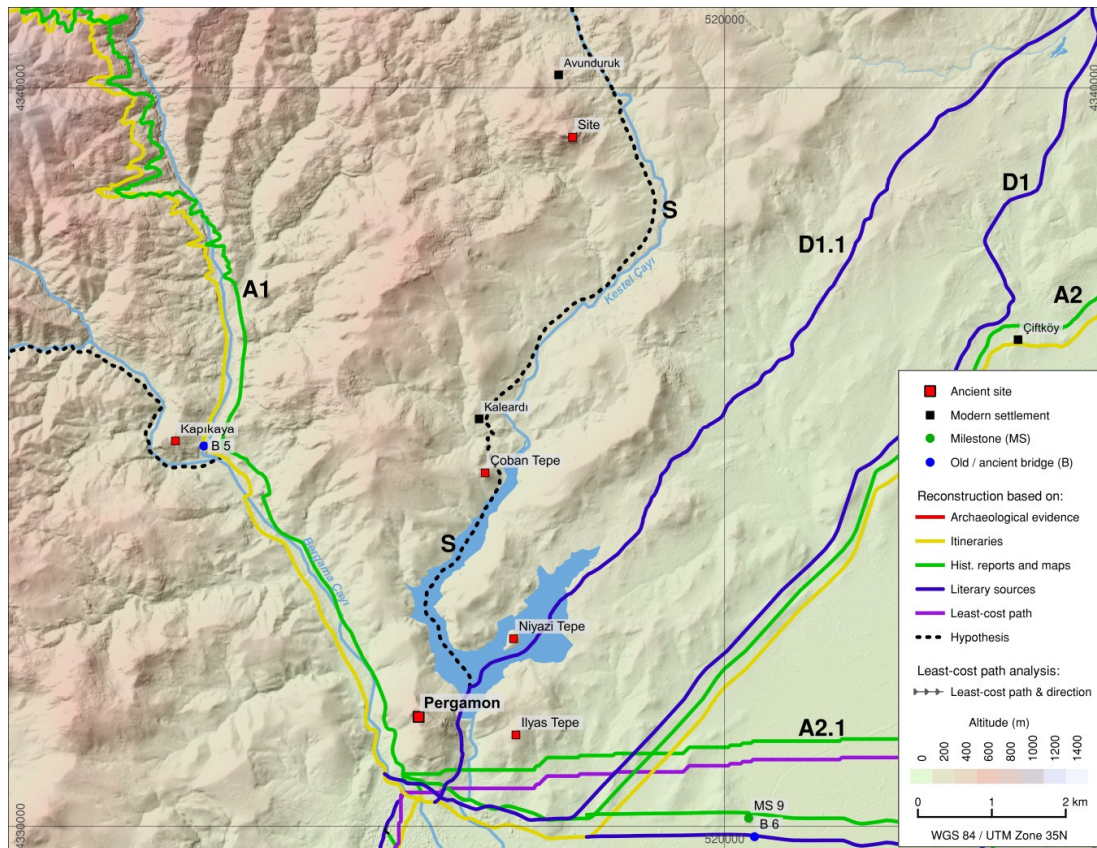 520000
4340000
4340000
Avunduruk
Site
S
D1
D1.1
Kestel Çayı
A1
A2
Çiftköy
Kaleardı
Kapıkaya
B 5
Çoban Tepe
S
Bergama Çayı
Niyazi Tepe
Pergamon
Ilyas Tepe
A2.1
MS 9
B 6
4330000
520000
Ancient site
Modern settlement
Milestone (MS)
Old / ancient bridge (B)
Reconstruction based on:
Archaeological evidence
Itineraries
Hist. reports and maps
Literary sources
Least-cost path
Hypothesis
Least-cost path analysis:
Least-cost path & direction
Altitude (m)
0 200 400 600 800 1000 1200 1400
0 1 2 km
WGS 84 / UTM Zone 35N